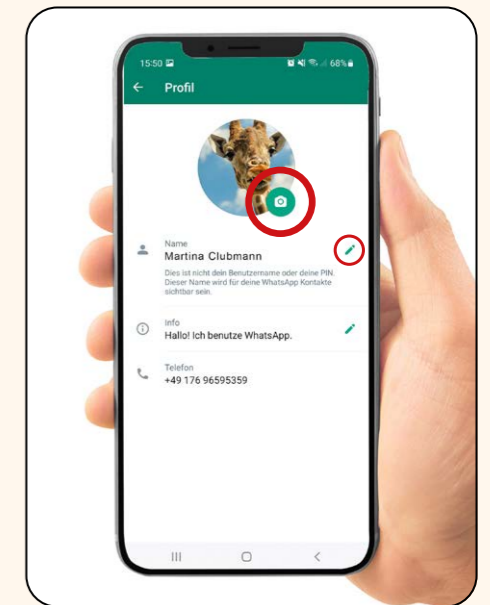 15:50 68%
Profil
Name
Martina Clubmann
Dies ist nicht dein Benutzername oder deine PIN.
Dieser Name wird für deine WhatsApp Kontakte
sichtbar sein.
Info
Hallo! Ich benutze WhatsApp.
Telefon
+49 176 96595359